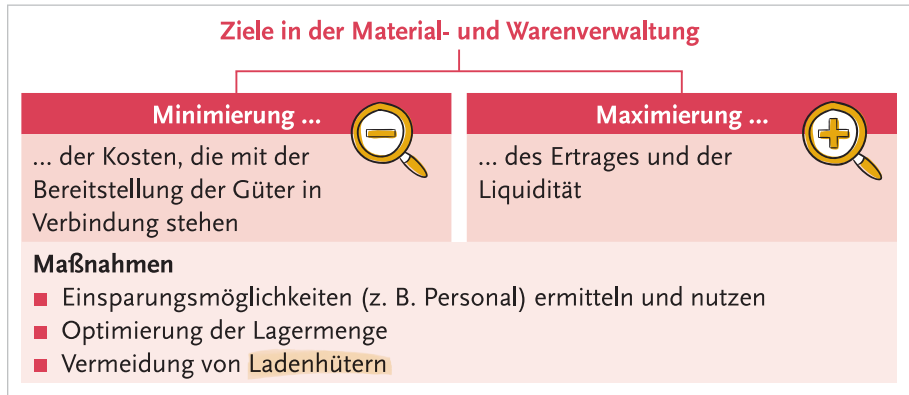 Ziele in der Material- und Warenverwaltung
Minimierung ...
... der Kosten, die mit der
Bereitstellung der Güter in
Verbindung stehen
Maximierung ...
... des Ertrages und der
Liquidität
Maßnahmen
■ Einsparungsmöglichkeiten (z. B. Personal) ermitteln und nutzen
■ Optimierung der Lagermenge
■ Vermeidung von Ladenhütern